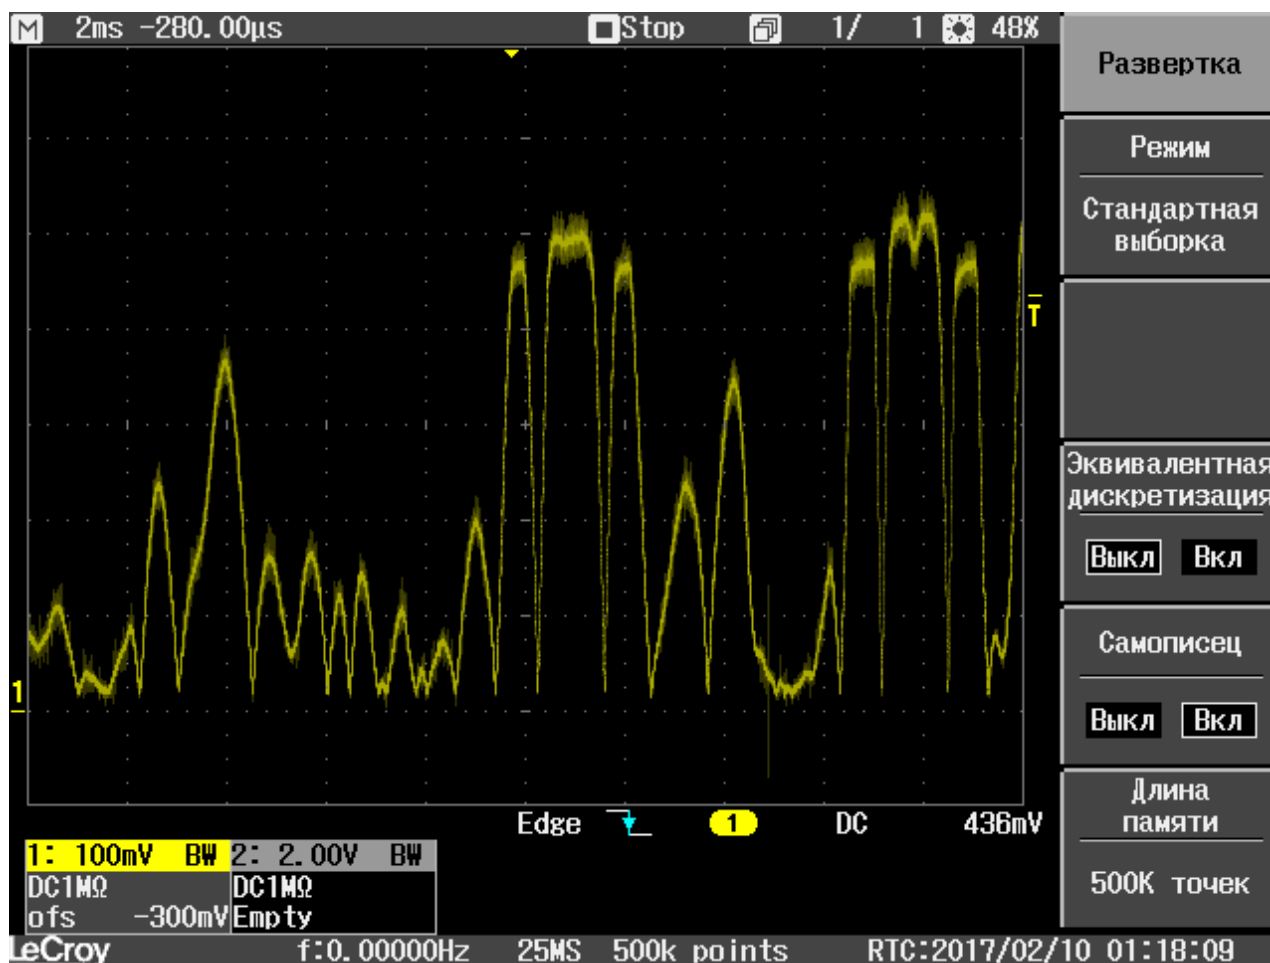 M 2ms -280.00µs Stop 1/ 1 48%
Развертка
Режим
Стандартная
выборка
T
Эквивалентная
дискретизация
Выкл Вкл
Самописец
1
Выкл Вкл
Длина
памяти
500К точек
Edge 1 DC 436mV
1: 100mV BW 2: 2.00V BW
DC1MΩ DC1MΩ
ofs -300mV Empty
LeCroy f:0.00000Hz 25MS 500k points RTC:2017/02/10 01:18:09